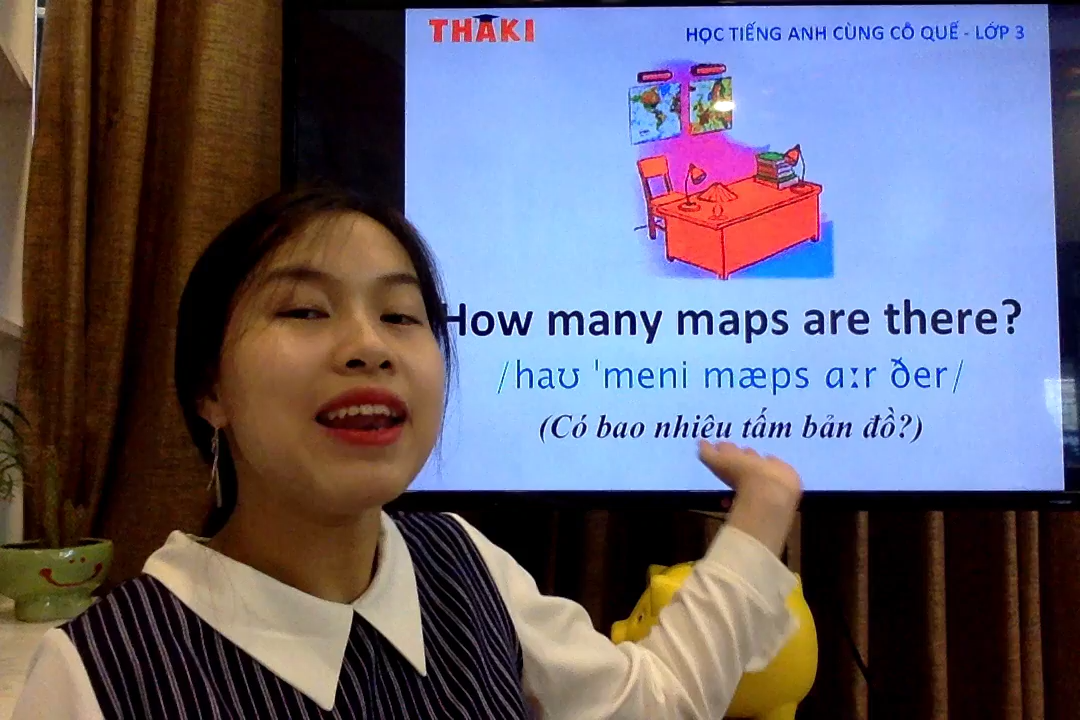 THAKI
HỌC TIẾNG ANH CÙNG CÔ QUẾ - LỚP 3
How many maps are there?
/haʊ ˈmeni mæps ɑːr ðer/
(Có bao nhiêu tấm bản đồ?)